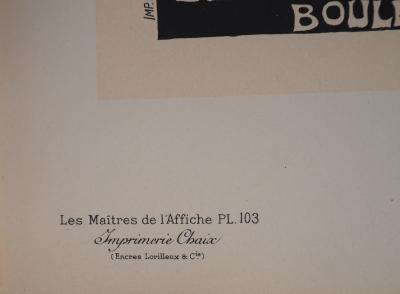 IMP.
BOUL
Les Maîtres de l'Affiche PL.103
Imprimerie Chaix
(Encres Lorilleux & Cie)